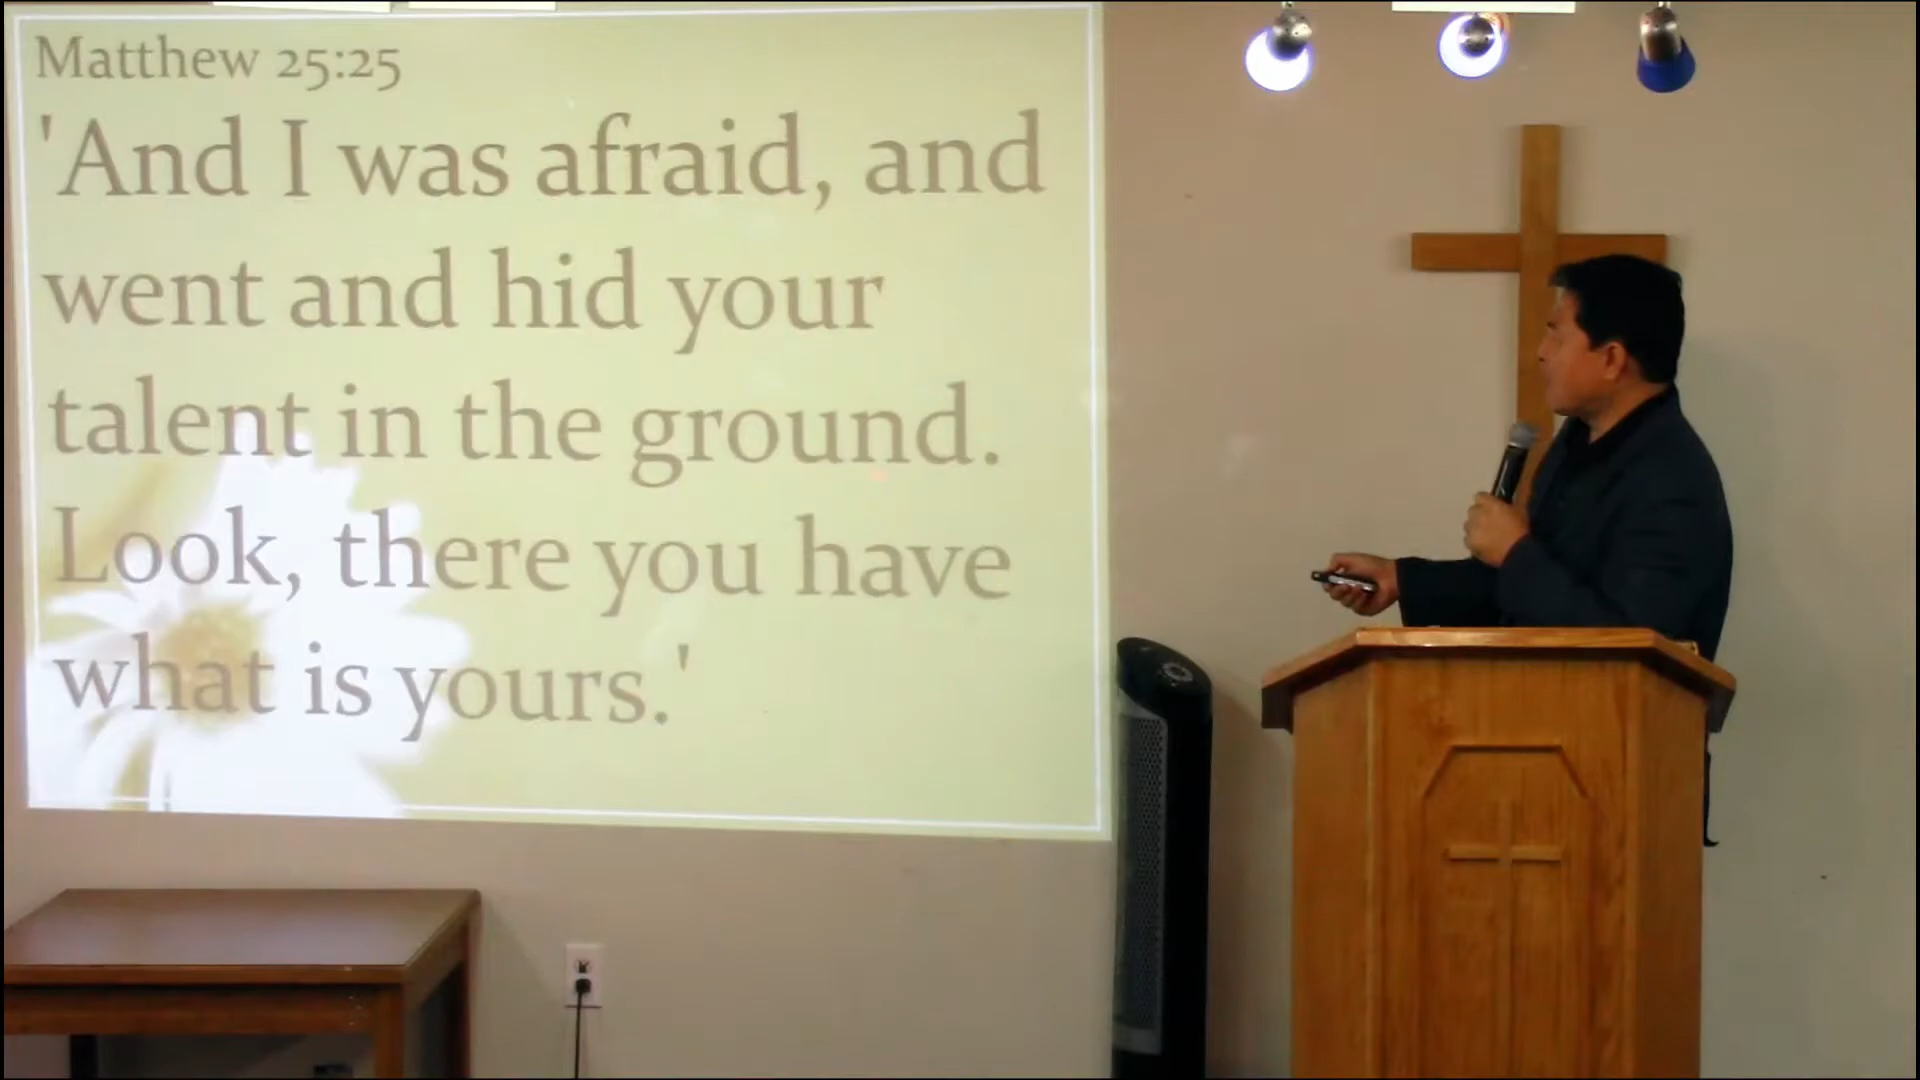 Matthew 25:25
'And I was afraid, and
went and hid your
talent in the ground.
Look, there you have
what is yours.'